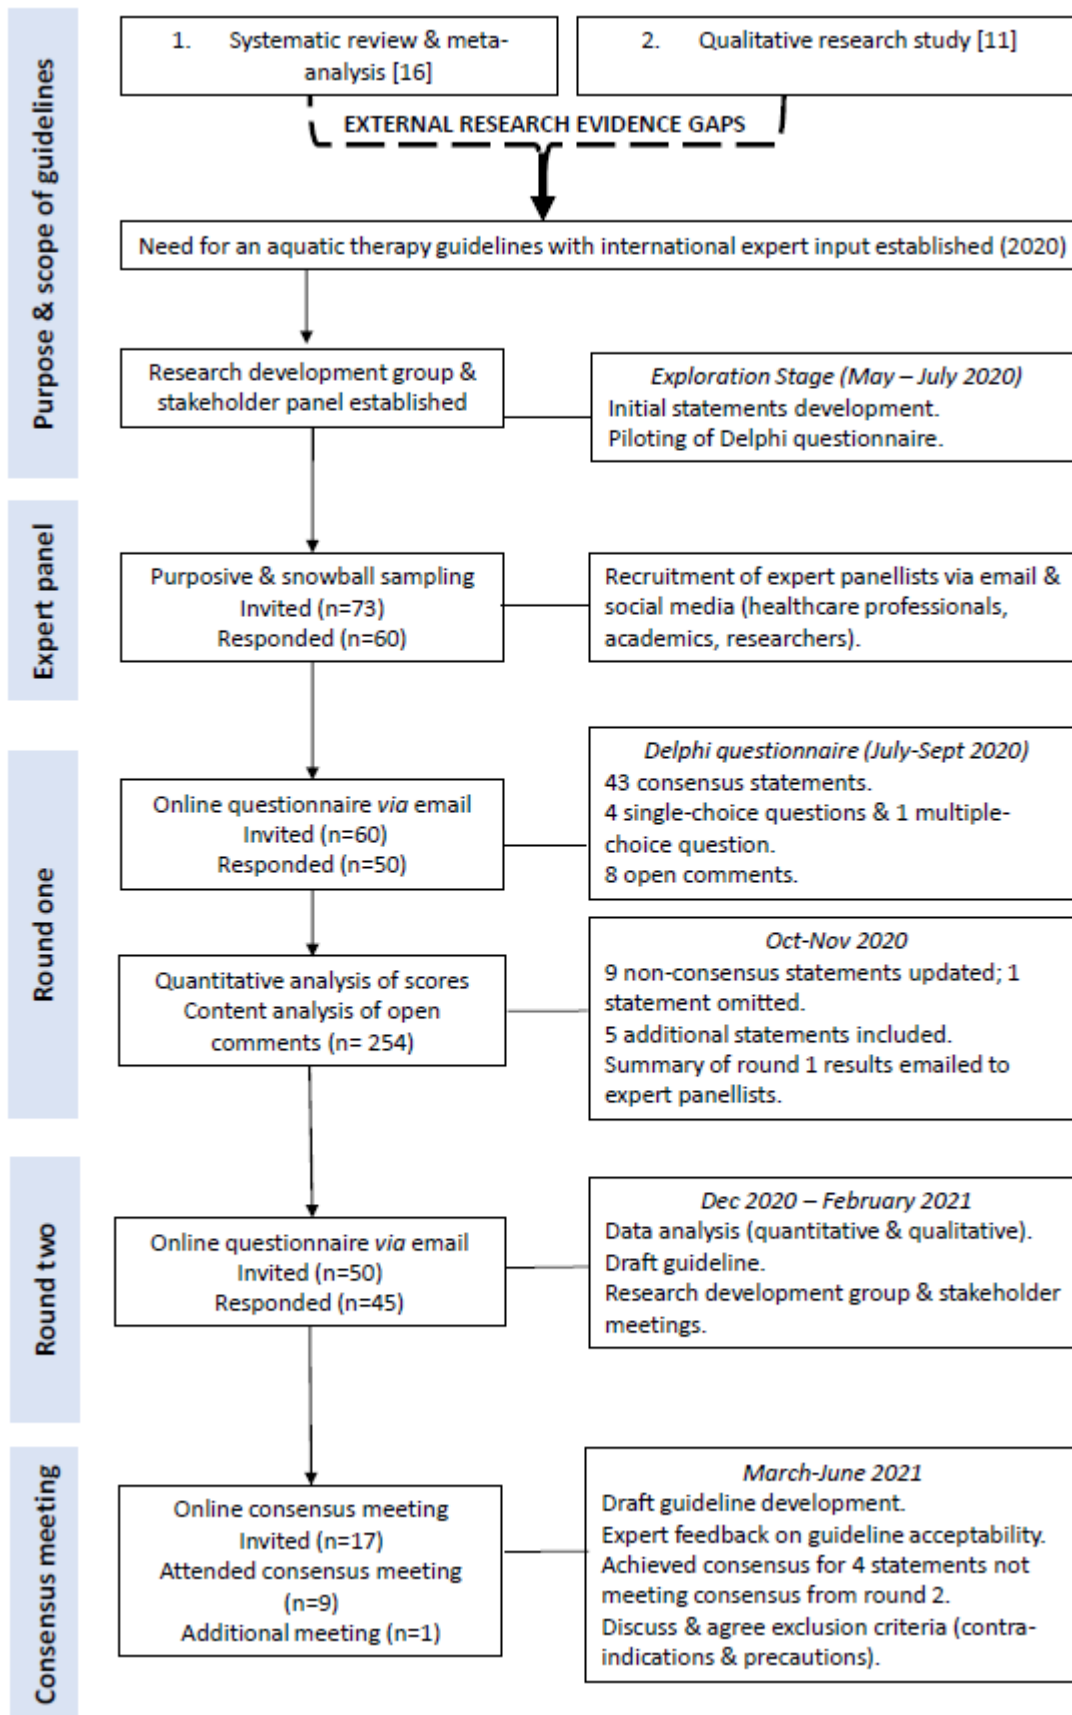 Purpose & scope of guidelines
1. Systematic review & meta-
analysis [16]
2. Qualitative research study [11]
EXTERNAL RESEARCH EVIDENCE GAPS
Need for an aquatic therapy guidelines with international expert input established (2020)
Research development group &
stakeholder panel established
Exploration Stage (May – July 2020)
Initial statements development.
Piloting of Delphi questionnaire.
Expert panel
Purposive & snowball sampling
Invited (n=73)
Responded (n=60)
Recruitment of expert panellists via email &
social media (healthcare professionals,
academics, researchers).
Round one
Online questionnaire via email
Invited (n=60)
Responded (n=50)
Delphi questionnaire (July-Sept 2020)
43 consensus statements.
4 single-choice questions & 1 multiple-
choice question.
8 open comments.
Quantitative analysis of scores
Content analysis of open
comments (n= 254)
Oct-Nov 2020
9 non-consensus statements updated; 1
statement omitted.
5 additional statements included.
Summary of round 1 results emailed to
expert panellists.
Round two
Online questionnaire via email
Invited (n=50)
Responded (n=45)
Dec 2020 – February 2021
Data analysis (quantitative & qualitative).
Draft guideline.
Research development group & stakeholder
meetings.
Consensus meeting
Online consensus meeting
Invited (n=17)
Attended consensus meeting
(n=9)
Additional meeting (n=1)
March-June 2021
Draft guideline development.
Expert feedback on guideline acceptability.
Achieved consensus for 4 statements not
meeting consensus from round 2.
Discuss & agree exclusion criteria (contra-
indications & precautions).